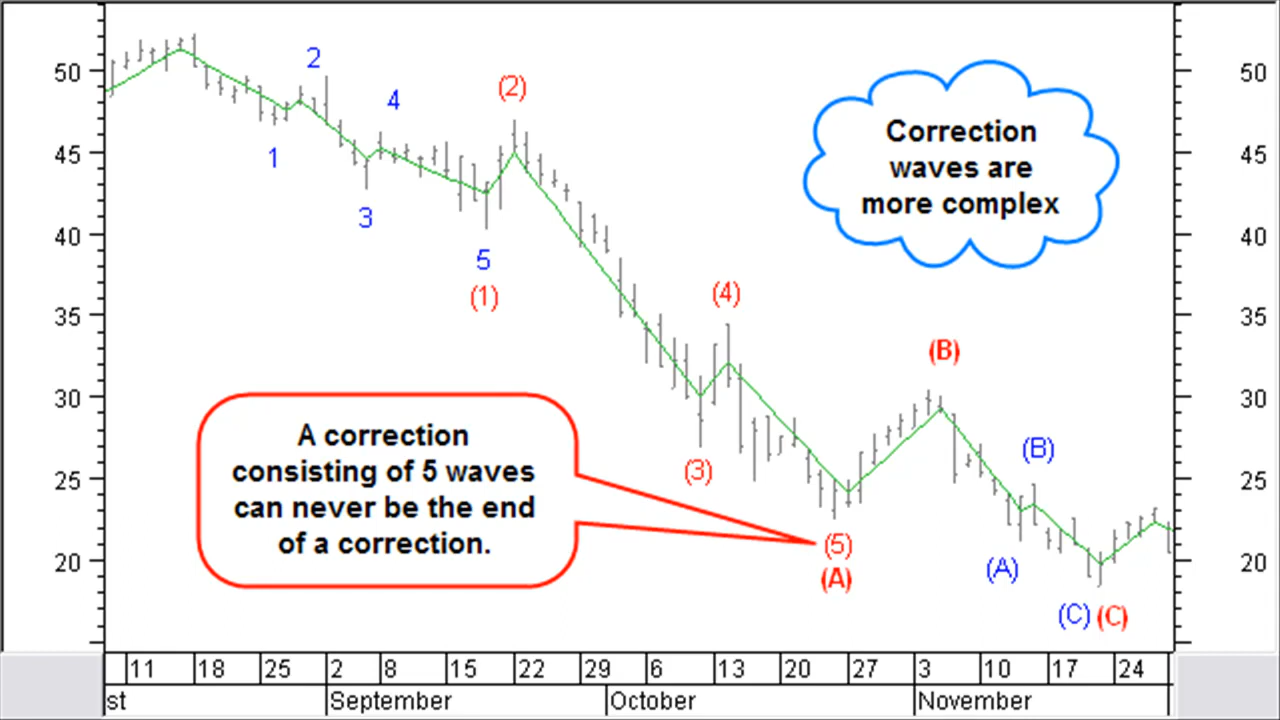 50
45
40
35
30
25
20
50
45
40
35
30
25
20
2
4
(2)
1
3
5
(1)
(4)
(3)
(5)
(A)
(B)
(B)
(A)
(C) (C)
Correction
waves are
more complex
A correction
consisting of 5 waves
can never be the end
of a correction.
11 18 25 2 8 15 22 29 6 13 20 27 3 10 17 24
st September October November